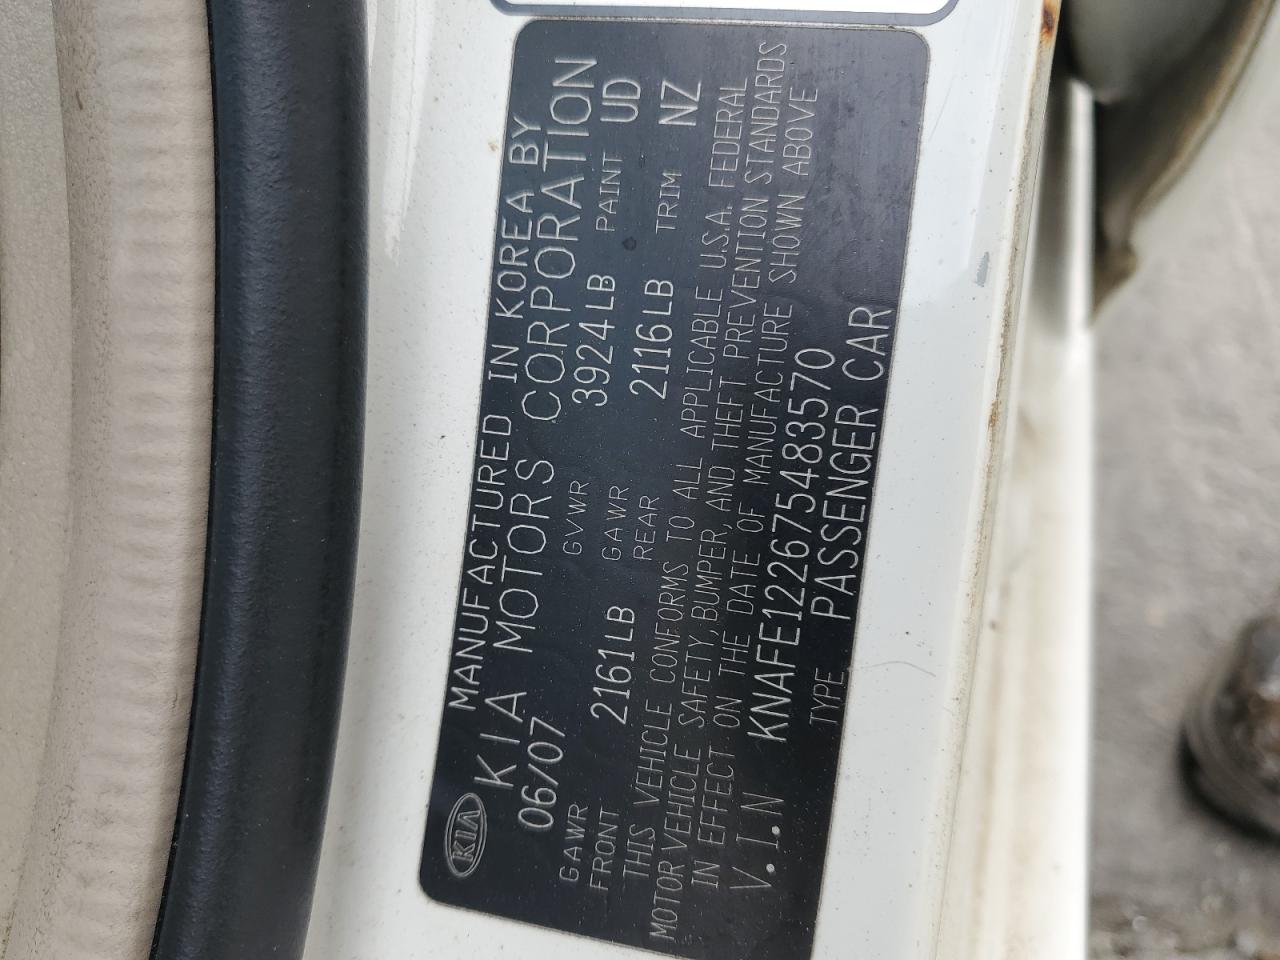 KIA
MANUFACTURED IN KOREA BY
KIA MOTORS CORPORATION
06/07 GVWR 3924LB PAINT UD
GAWR FRONT 2161LB GAWR REAR 2116LB TRIM NZ
THIS VEHICLE CONFORMS TO ALL APPLICABLE U.S.A. FEDERAL
MOTOR VEHICLE SAFETY, BUMPER, AND THEFT PREVENTION STANDARDS
IN EFFECT ON THE DATE OF MANUFACTURE SHOWN ABOVE
V.I.N KNAFE122675483570
TYPE PASSENGER CAR